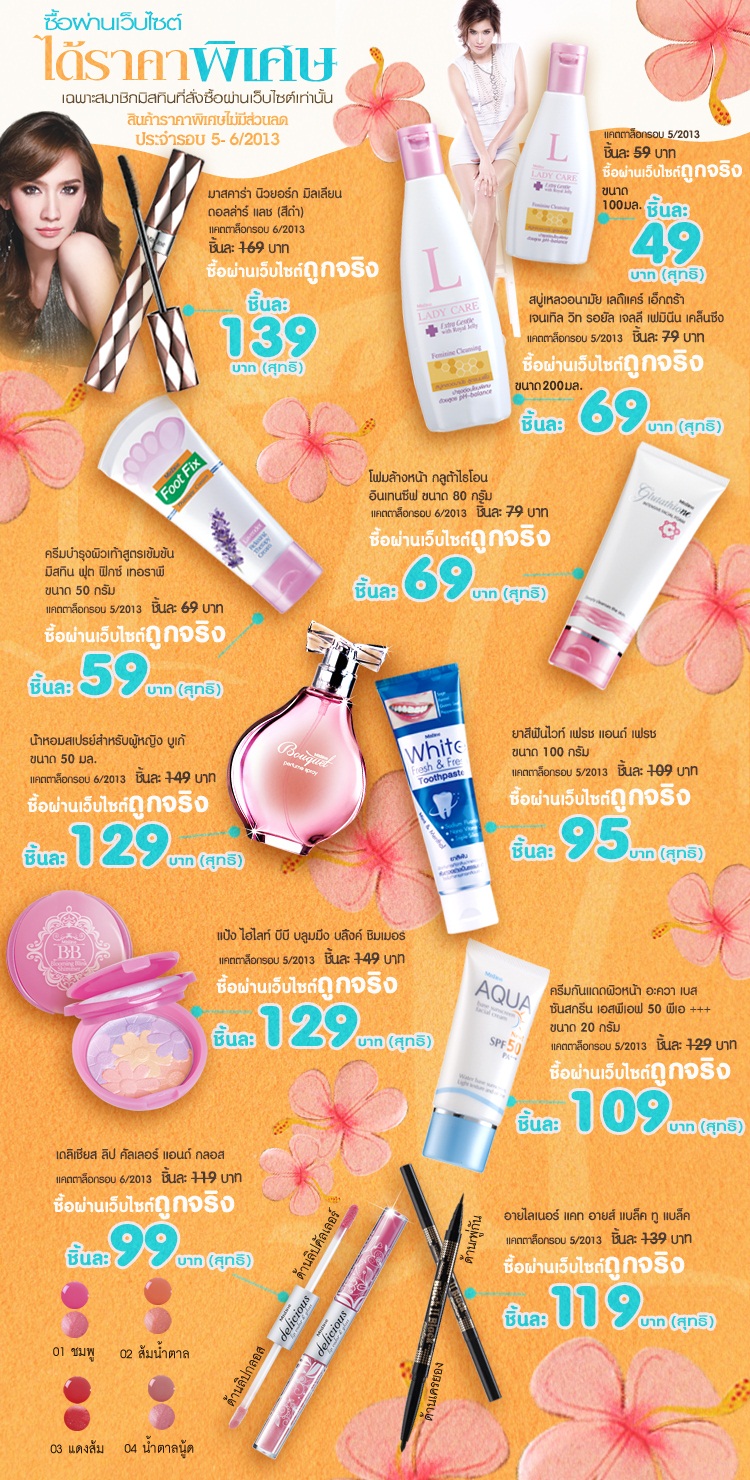 ซื้อผ่านเว็บไซต์
ได้ราคาพิเศษ
เฉพาะสมาชิกมิสทินที่สั่งซื้อผ่านเว็บไซต์เท่านั้น
สินค้าราคาพิเศษไม่มีส่วนลด
ประจำรอบ 5- 6/2013
มาสคาร่า นิวยอร์ก มิลเลียน
ดอลล่าร์ แลช (สีดำ)
แคตตาล็อกรอบ 6/2013
ชิ้นละ 169 บาท
ซื้อผ่านเว็บไซต์ถูกจริง
ชิ้นละ
139
บาท (สุทธิ)
แคตตาล็อกรอบ 5/2013
ชิ้นละ 59 บาท
ซื้อผ่านเว็บไซต์ถูกจริง
ขนาด
100มล.
ชิ้นละ
49
บาท (สุทธิ)
L
LADY CARE
Extra Gentle
with Royal Jelly
Feminine Cleansing
L
LADY CARE
Extra Gentle
with Royal Jelly
Feminine Cleansing
สบู่เหลวอนามัย เลดี้แคร์ เอ็กตร้า
เจนเทิล วิท รอยัล เจลลี่ เฟมินีน เคล็นซิ่ง
แคตตาล็อกรอบ 5/2013 ชิ้นละ 79 บาท
ซื้อผ่านเว็บไซต์ถูกจริง
ขนาด200มล.
ชิ้นละ 69 บาท (สุทธิ)
Foot Fix
โฟมล้างหน้า กลูต้าไธโอน
อินเทนซีฟ ขนาด 80 กรัม
แคตตาล็อกรอบ 6/2013 ชิ้นละ 79 บาท
ซื้อผ่านเว็บไซต์ถูกจริง
ชิ้นละ 69 บาท (สุทธิ)
Glutathione
INTENSIVE FACIAL FOAM
ครีมบำรุงผิวเท้าสูตรเข้มข้น
มิสทิน ฟุต ฟิกซ์ เทอราพี
ขนาด 50 กรัม
แคตตาล็อกรอบ 5/2013 ชิ้นละ 69 บาท
ซื้อผ่านเว็บไซต์ถูกจริง
ชิ้นละ 59 บาท (สุทธิ)
น้ำหอมสเปรย์สำหรับผู้หญิง บูเก้
ขนาด 50 มล.
แคตตาล็อกรอบ 6/2013 ชิ้นละ 149 บาท
ซื้อผ่านเว็บไซต์ถูกจริง
ชิ้นละ 129 บาท (สุทธิ)
Bouquet
perfume spray
White
Fresh & Fresh
Toothpaste
ยาสีฟัน
ยาสีฟันไวท์ เฟรช แอนด์ เฟรช
ขนาด 100 กรัม
แคตตาล็อกรอบ 5/2013 ชิ้นละ 109 บาท
ซื้อผ่านเว็บไซต์ถูกจริง
ชิ้นละ 95 บาท (สุทธิ)
BB
แป้ง ไฮไลท์ บีบี บลูมมิ่ง บลิ๊งค์ ชิมเมอร์
แคตตาล็อกรอบ 5/2013 ชิ้นละ 149 บาท
ซื้อผ่านเว็บไซต์ถูกจริง
ชิ้นละ 129 บาท (สุทธิ)
Mistine
AQUA
base sunscreen
facial cream
SPF50
PA+++
ครีมกันแดดผิวหน้า อะควา เบส
ซันสกรีน เอสพีเอฟ 50 พีเอ +++
ขนาด 20 กรัม
แคตตาล็อกรอบ 5/2013 ชิ้นละ 129 บาท
ซื้อผ่านเว็บไซต์ถูกจริง
ชิ้นละ 109 บาท (สุทธิ)
เดลิเชียส ลิป คัลเลอร์ แอนด์ กลอส
แคตตาล็อกรอบ 6/2013 ชิ้นละ 119 บาท
ซื้อผ่านเว็บไซต์ถูกจริง
ชิ้นละ 99 บาท (สุทธิ)
01 ชมพู
02 ส้มน้ำตาล
03 แดงส้ม
04 น้ำตาลนู้ด
ด้านลิปคัลเลอร์
ด้านลิปกลอส
delicious
delicious
ด้านพู่กัน
ด้านเครยอง
อายไลเนอร์ แคท อายส์ แบล็ค ทู แบล็ค
แคตตาล็อกรอบ 5/2013 ชิ้นละ 139 บาท
ซื้อผ่านเว็บไซต์ถูกจริง
ชิ้นละ 119 บาท (สุทธิ)